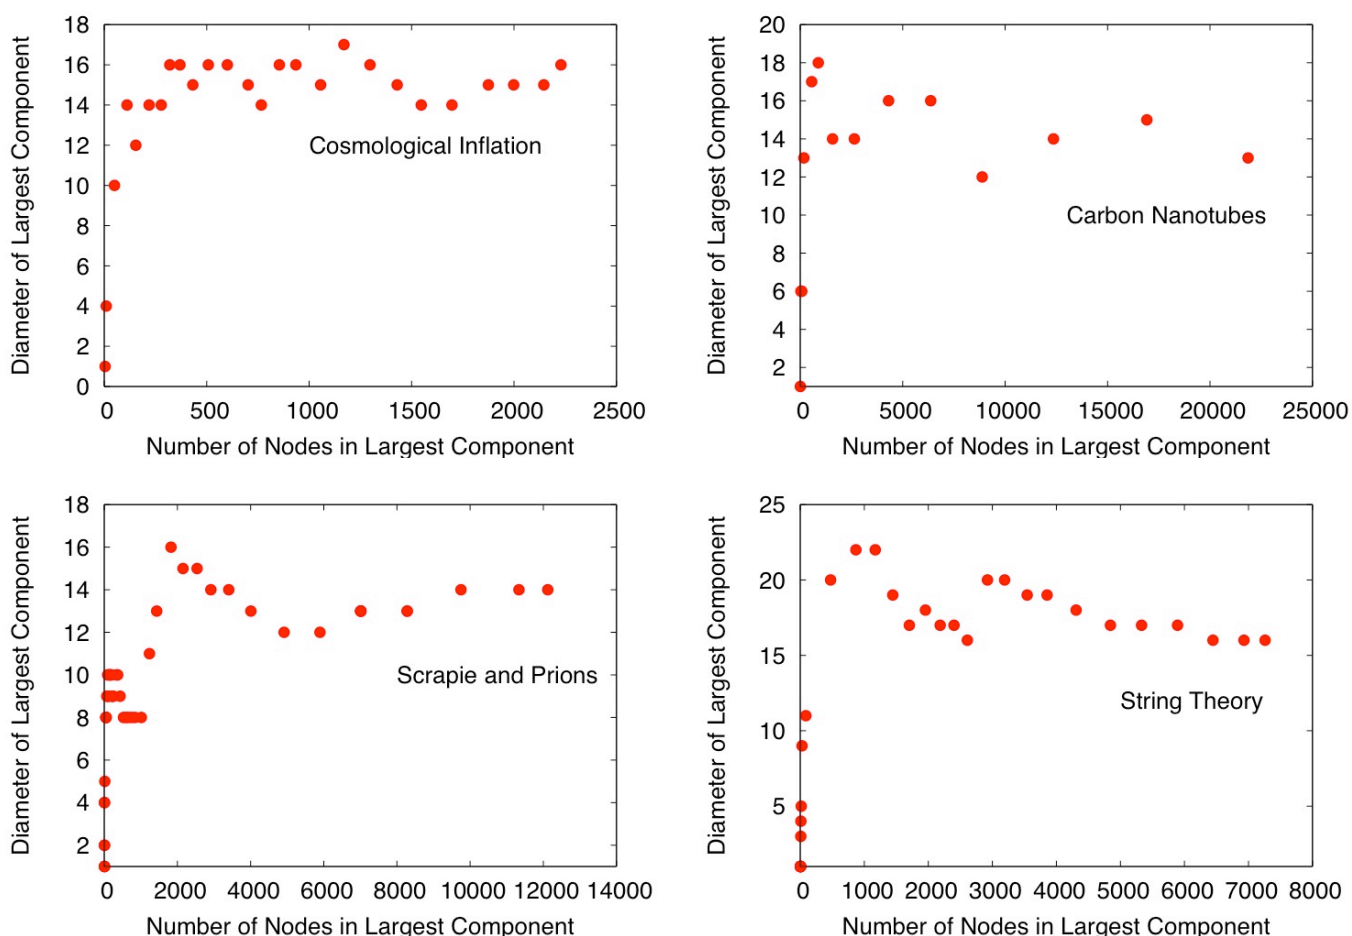 18
16
14
12
10
8
6
4
2
0
Diameter of Largest Component
Cosmological Inflation
0 500 1000 1500 2000 2500
Number of Nodes in Largest Component
20
18
16
14
12
10
8
6
4
2
Diameter of Largest Component
Carbon Nanotubes
0 5000 10000 15000 20000 25000
Number of Nodes in Largest Component
18
16
14
12
10
8
6
4
2
Diameter of Largest Component
Scrapie and Prions
0 2000 4000 6000 8000 10000 12000 14000
Number of Nodes in Largest Component
25
20
15
10
5
Diameter of Largest Component
String Theory
0 1000 2000 3000 4000 5000 6000 7000 8000
Number of Nodes in Largest Component